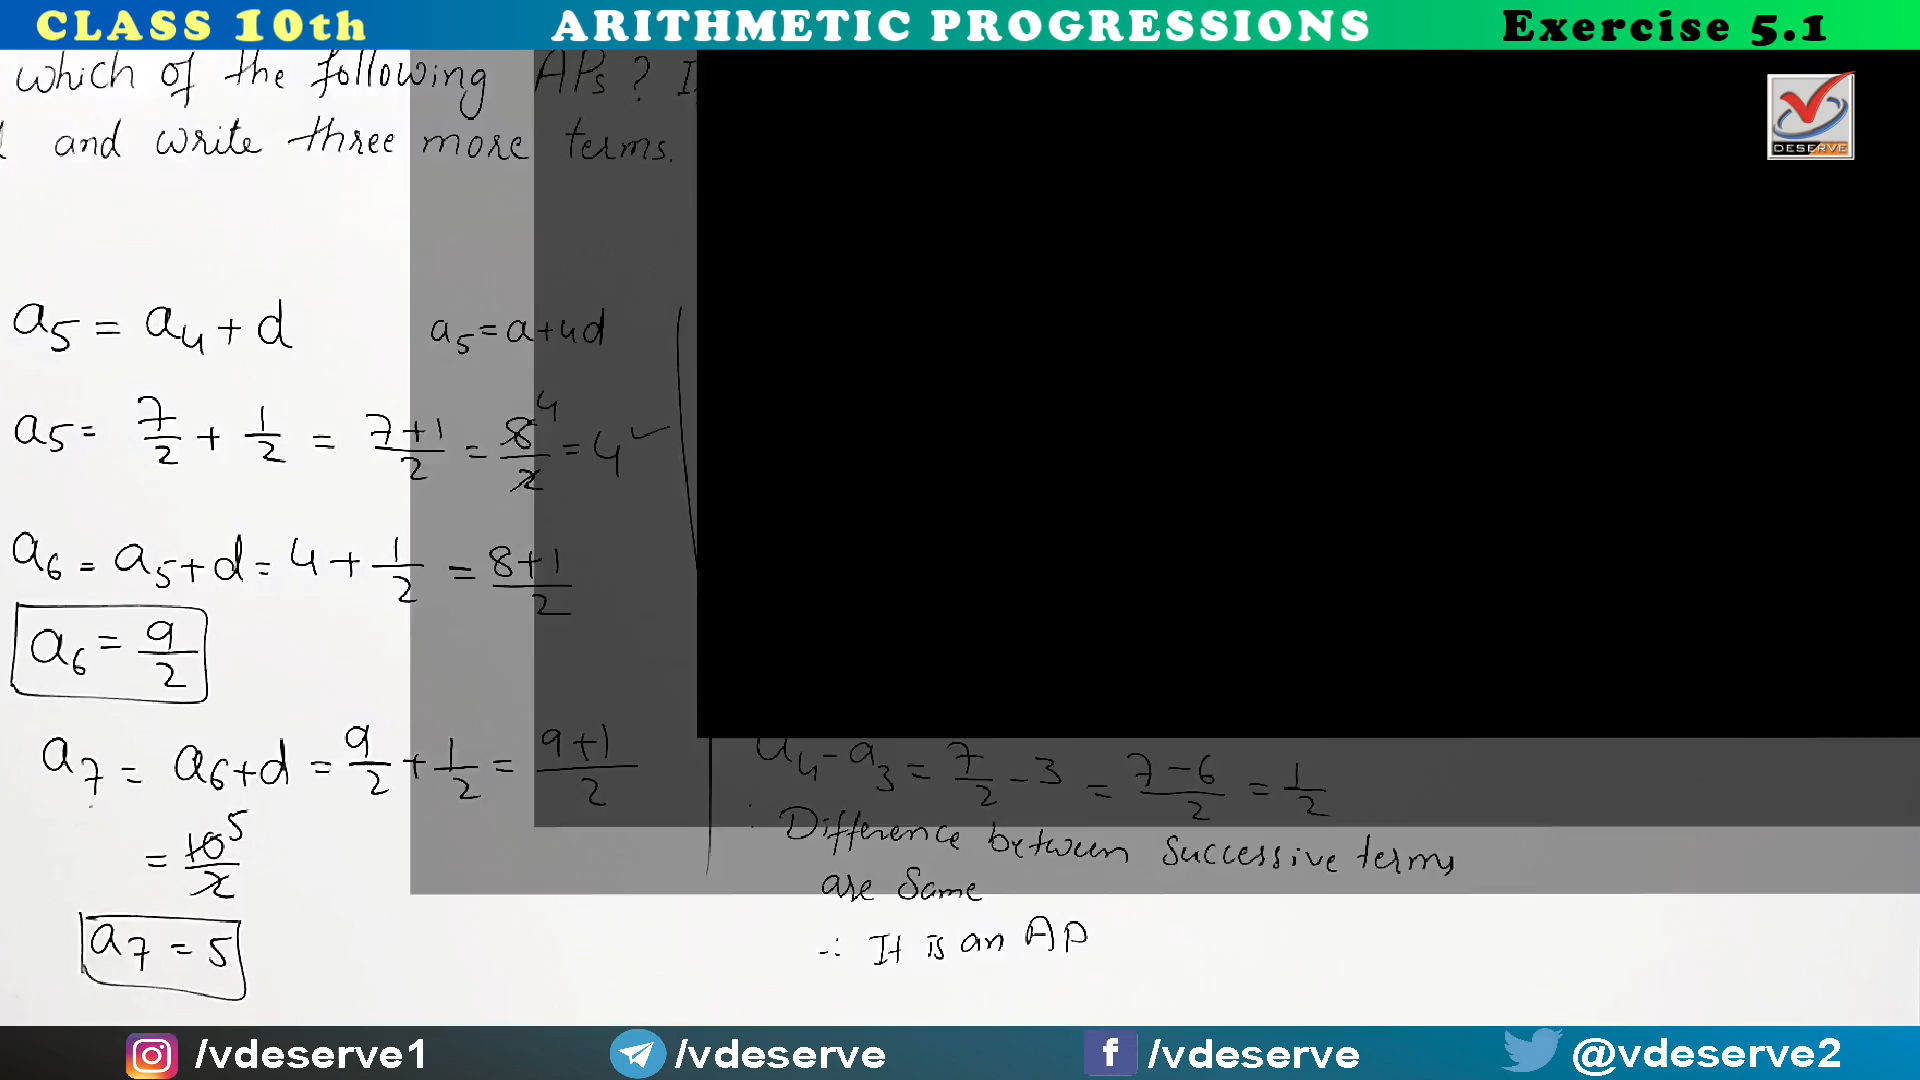 CLASS 10th ARITHMETIC PROGRESSIONS Exercise 5.1
which of the following APs ?
and write three more terms.
DESERVE
a5 = a4 + d
a5 = a+4d
a5 = 7/2 + 1/2 = 7+1/2 = 8/2 4 = 4
a6 = a5+d = 4 + 1/2 = 8+1/2
a6 = 9/2
a7 = a6+d = 9/2 + 1/2 = 9+1/2
= 10/2 5
a7 = 5
a4 - a3 = 7/2 - 3 = 7-6/2 = 1/2
Difference between Successive terms
are Same
∴ It is an AP
/vdeserve1 /vdeserve /vdeserve @vdeserve2